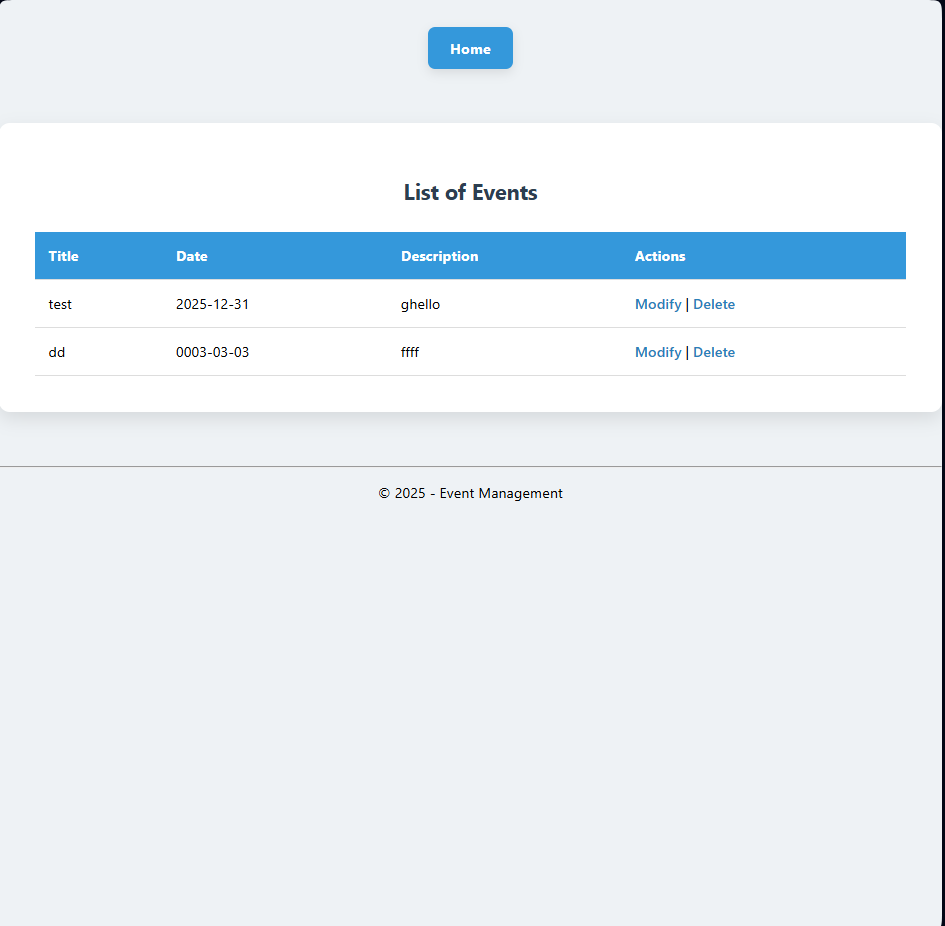 Home
List of Events
Title Date Description Actions
test 2025-12-31 ghello Modify | Delete
dd 0003-03-03 ffff Modify | Delete
© 2025 - Event Management